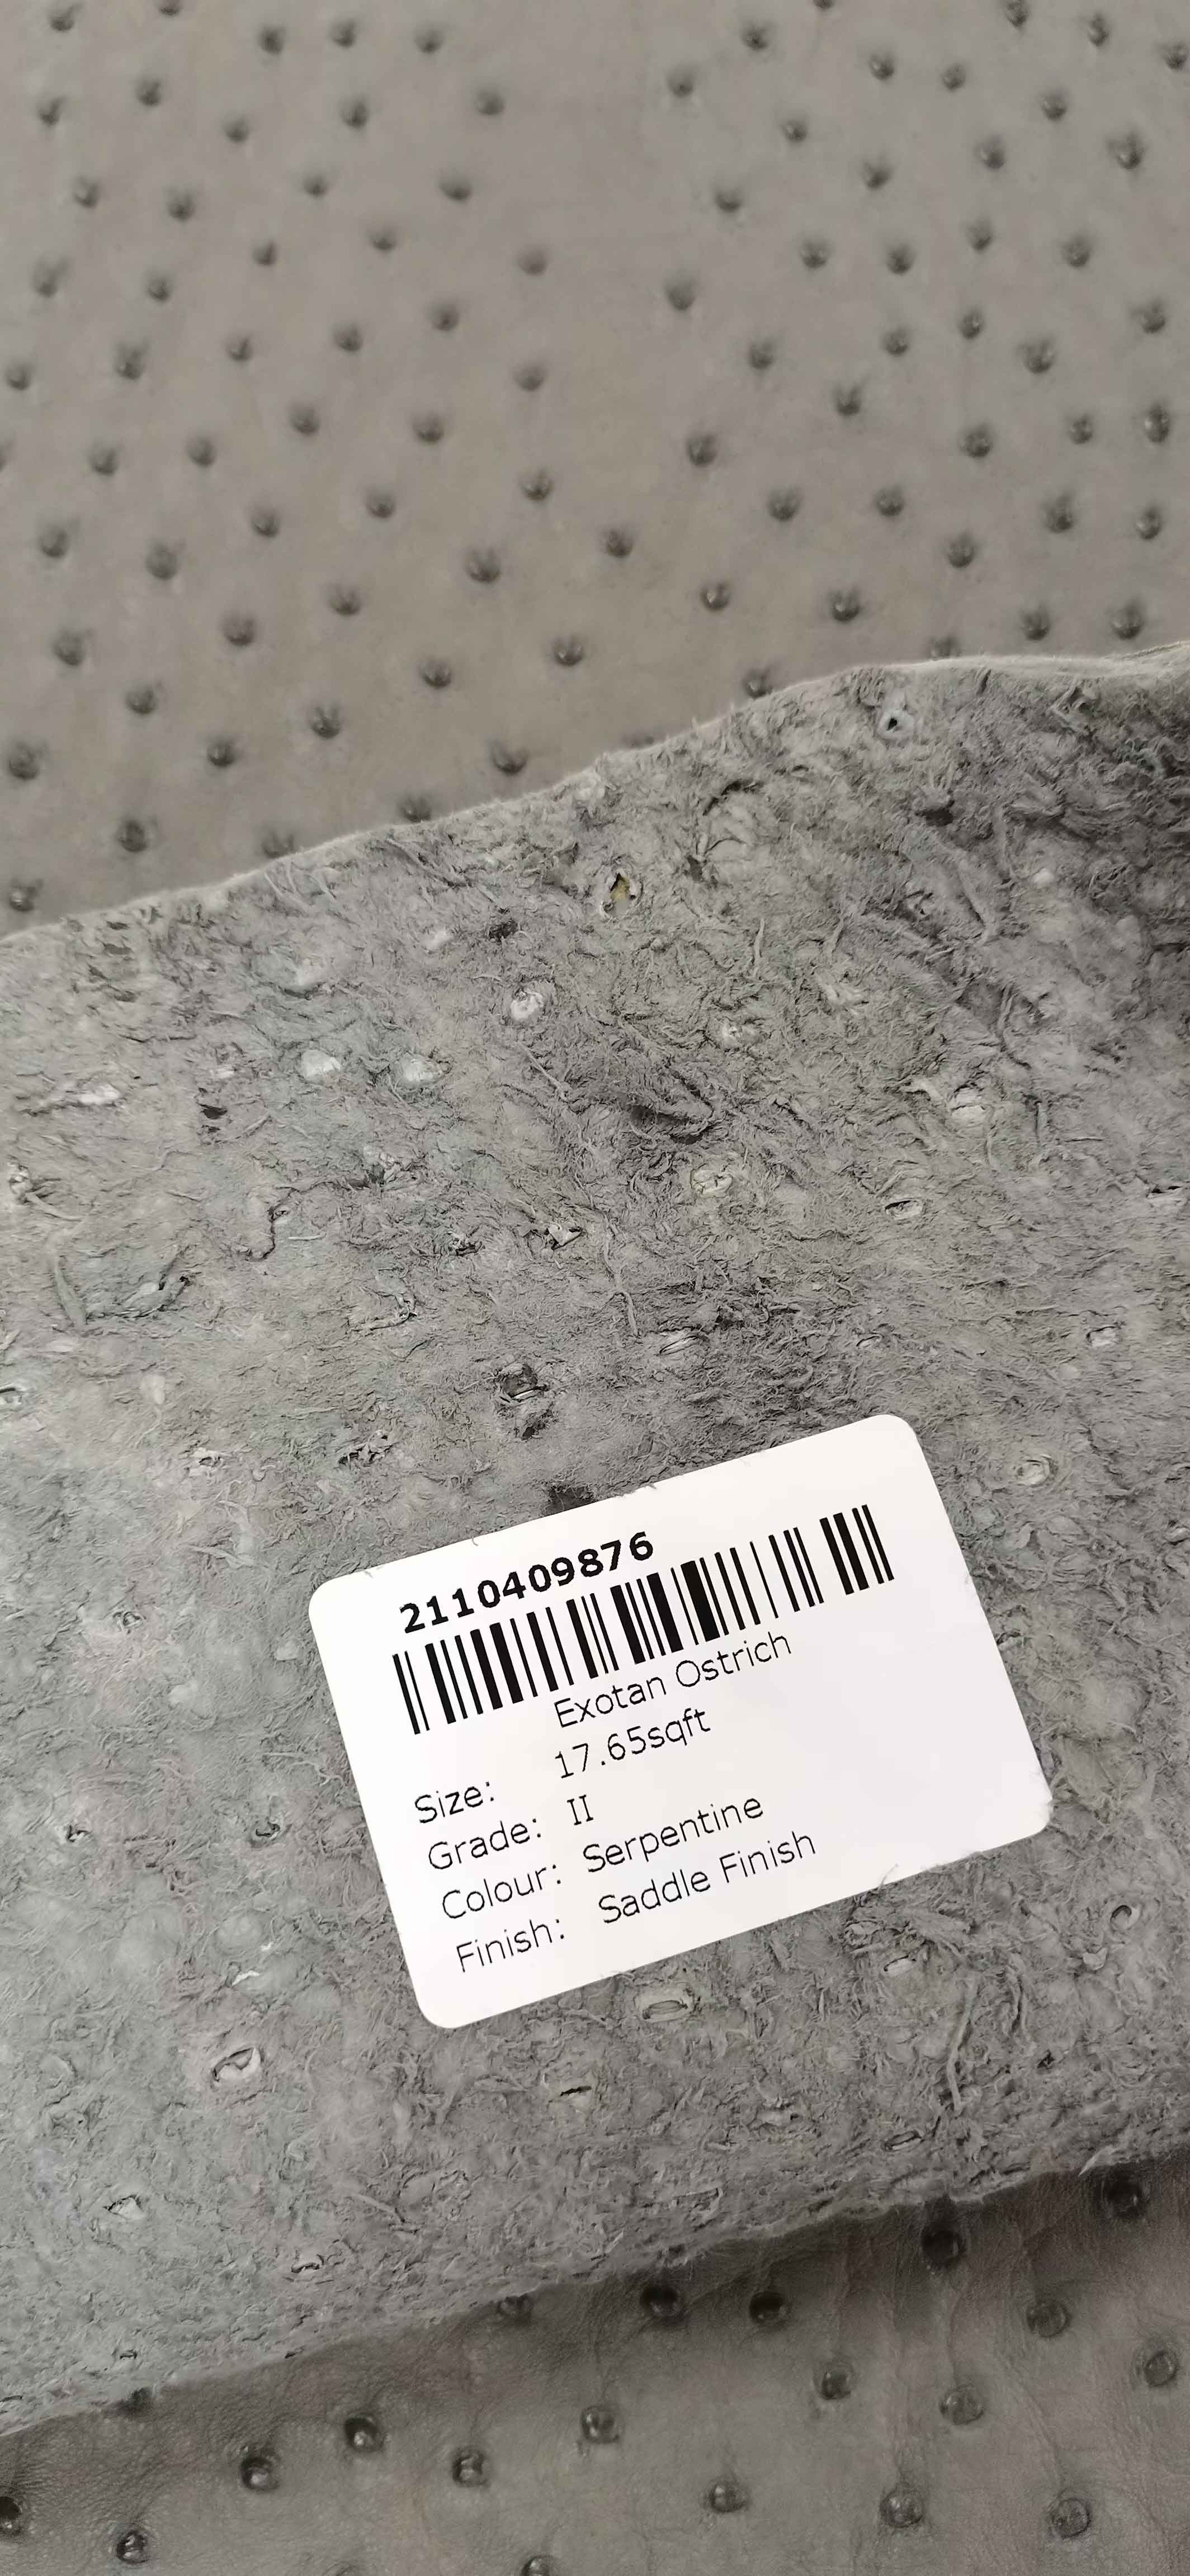 2110409876
Exotan Ostrich
Size: 17.65sqft
Grade: II
Colour: Serpentine
Finish: Saddle Finish